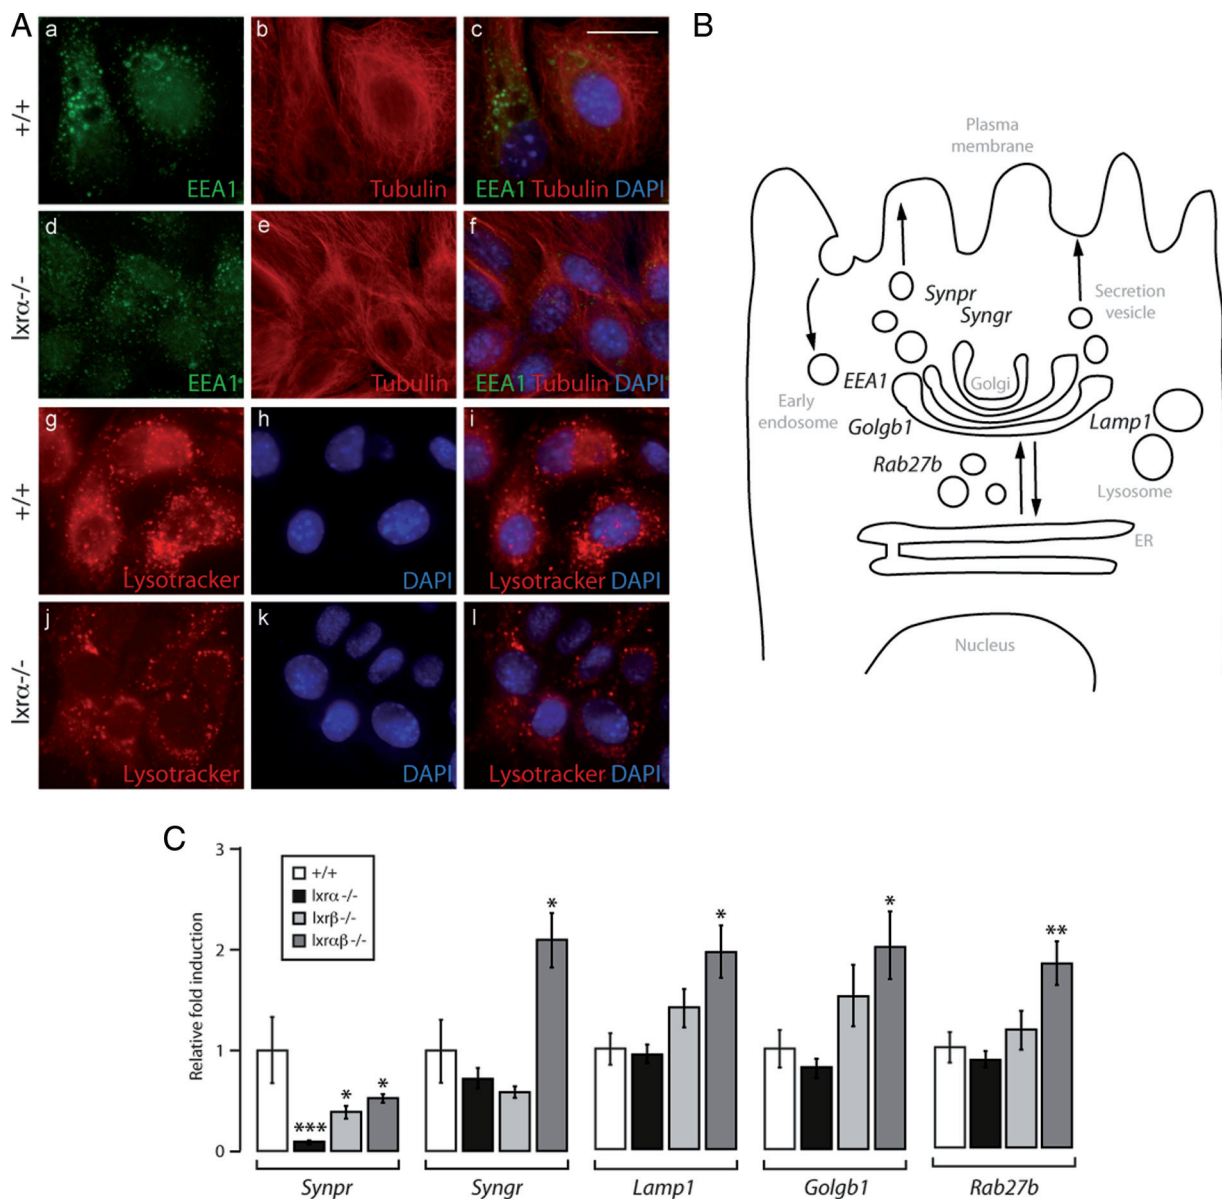 A
a
b
c
+/+
EEA1
Tubulin
EEA1 Tubulin DAPI
d
e
f
lxrα-/-
EEA1
Tubulin
EEA1 Tubulin DAPI
g
h
i
+/+
Lysotracker
DAPI
Lysotracker DAPI
j
k
l
lxrα-/-
Lysotracker
DAPI
Lysotracker DAPI
B
Plasma
membrane
Synpr
Syngr
Secretion
vesicle
EEA1
Golgi
Early
endosome
Golgb1
Lamp1
Rab27b
Lysosome
ER
Nucleus
C
Relative fold induction
3
2
1
0
+/+
lxrα-/-
lxrβ-/-
lxrαβ-/-
***
*
*
*
*
*
**
Synpr
Syngr
Lamp1
Golgb1
Rab27b